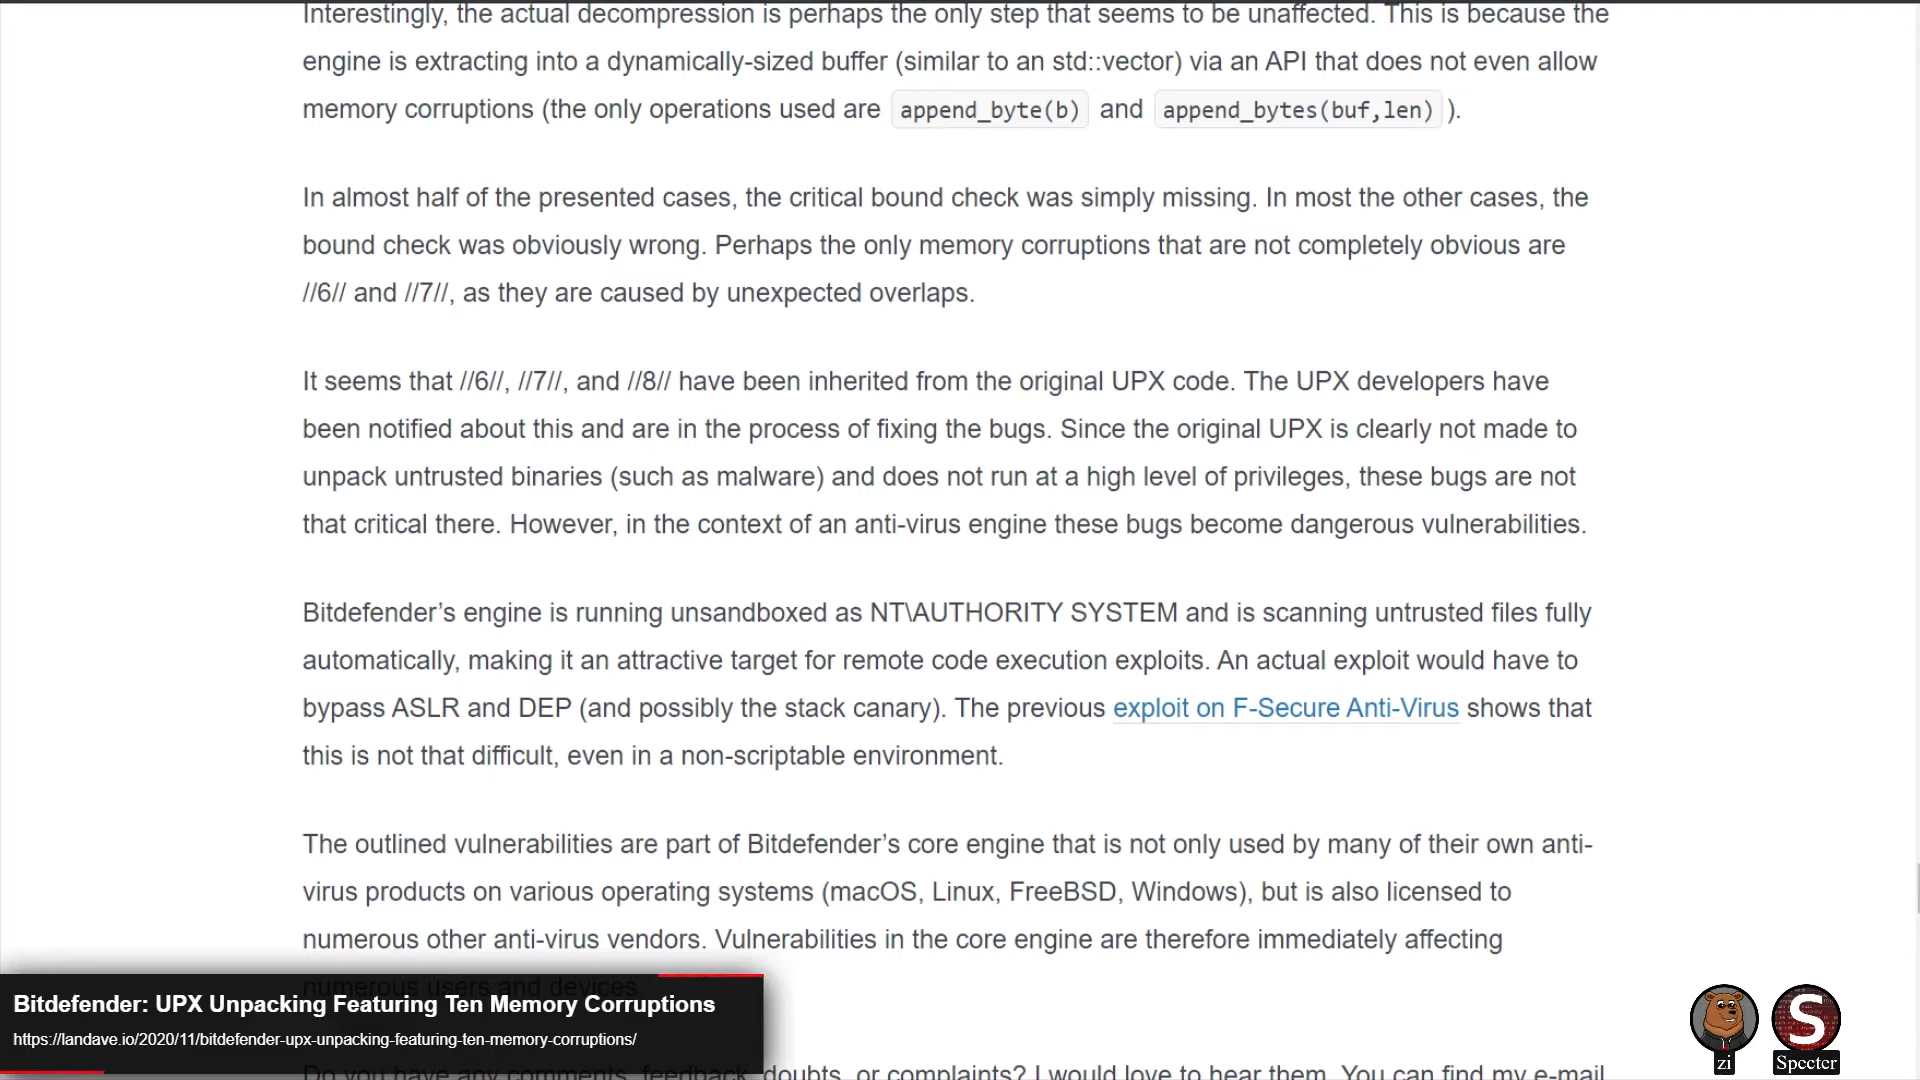 Interestingly, the actual decompression is perhaps the only step that seems to be unaffected. This is because the
engine is extracting into a dynamically-sized buffer (similar to an std::vector) via an API that does not even allow
memory corruptions (the only operations used are append_byte(b) and append_bytes(buf,len) ).
In almost half of the presented cases, the critical bound check was simply missing. In most the other cases, the
bound check was obviously wrong. Perhaps the only memory corruptions that are not completely obvious are
//6// and //7//, as they are caused by unexpected overlaps.
It seems that //6//, //7//, and //8// have been inherited from the original UPX code. The UPX developers have
been notified about this and are in the process of fixing the bugs. Since the original UPX is clearly not made to
unpack untrusted binaries (such as malware) and does not run at a high level of privileges, these bugs are not
that critical there. However, in the context of an anti-virus engine these bugs become dangerous vulnerabilities.
Bitdefender’s engine is running unsandboxed as NT\AUTHORITY SYSTEM and is scanning untrusted files fully
automatically, making it an attractive target for remote code execution exploits. An actual exploit would have to
bypass ASLR and DEP (and possibly the stack canary). The previous exploit on F-Secure Anti-Virus shows that
this is not that difficult, even in a non-scriptable environment.
The outlined vulnerabilities are part of Bitdefender’s core engine that is not only used by many of their own anti-
virus products on various operating systems (macOS, Linux, FreeBSD, Windows), but is also licensed to
numerous other anti-virus vendors. Vulnerabilities in the core engine are therefore immediately affecting
numerous users and devices.
Bitdefender: UPX Unpacking Featuring Ten Memory Corruptions
https://landave.io/2020/11/bitdefender-upx-unpacking-featuring-ten-memory-corruptions/
Do you have any comments, feedback, doubts, or complaints? I would love to hear them. You can find my e-mail
S
zi
Specter